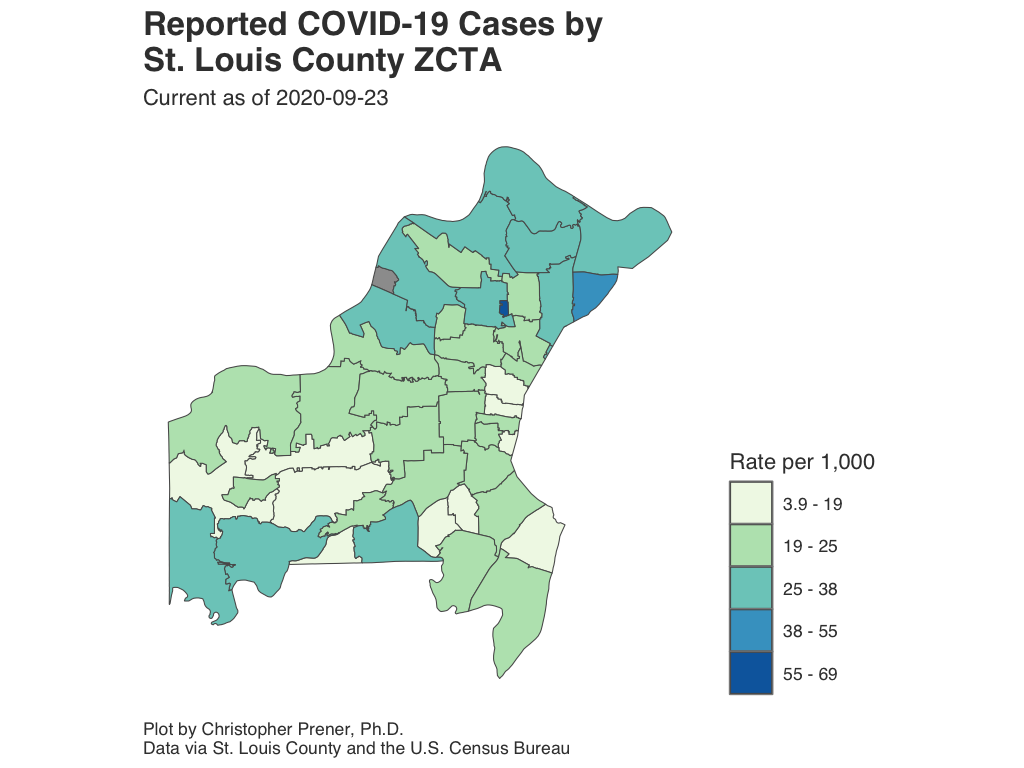 Reported COVID-19 Cases by
St. Louis County ZCTA
Current as of 2020-09-23
Rate per 1,000
3.9 - 19
19 - 25
25 - 38
38 - 55
55 - 69
Plot by Christopher Prener, Ph.D.
Data via St. Louis County and the U.S. Census Bureau